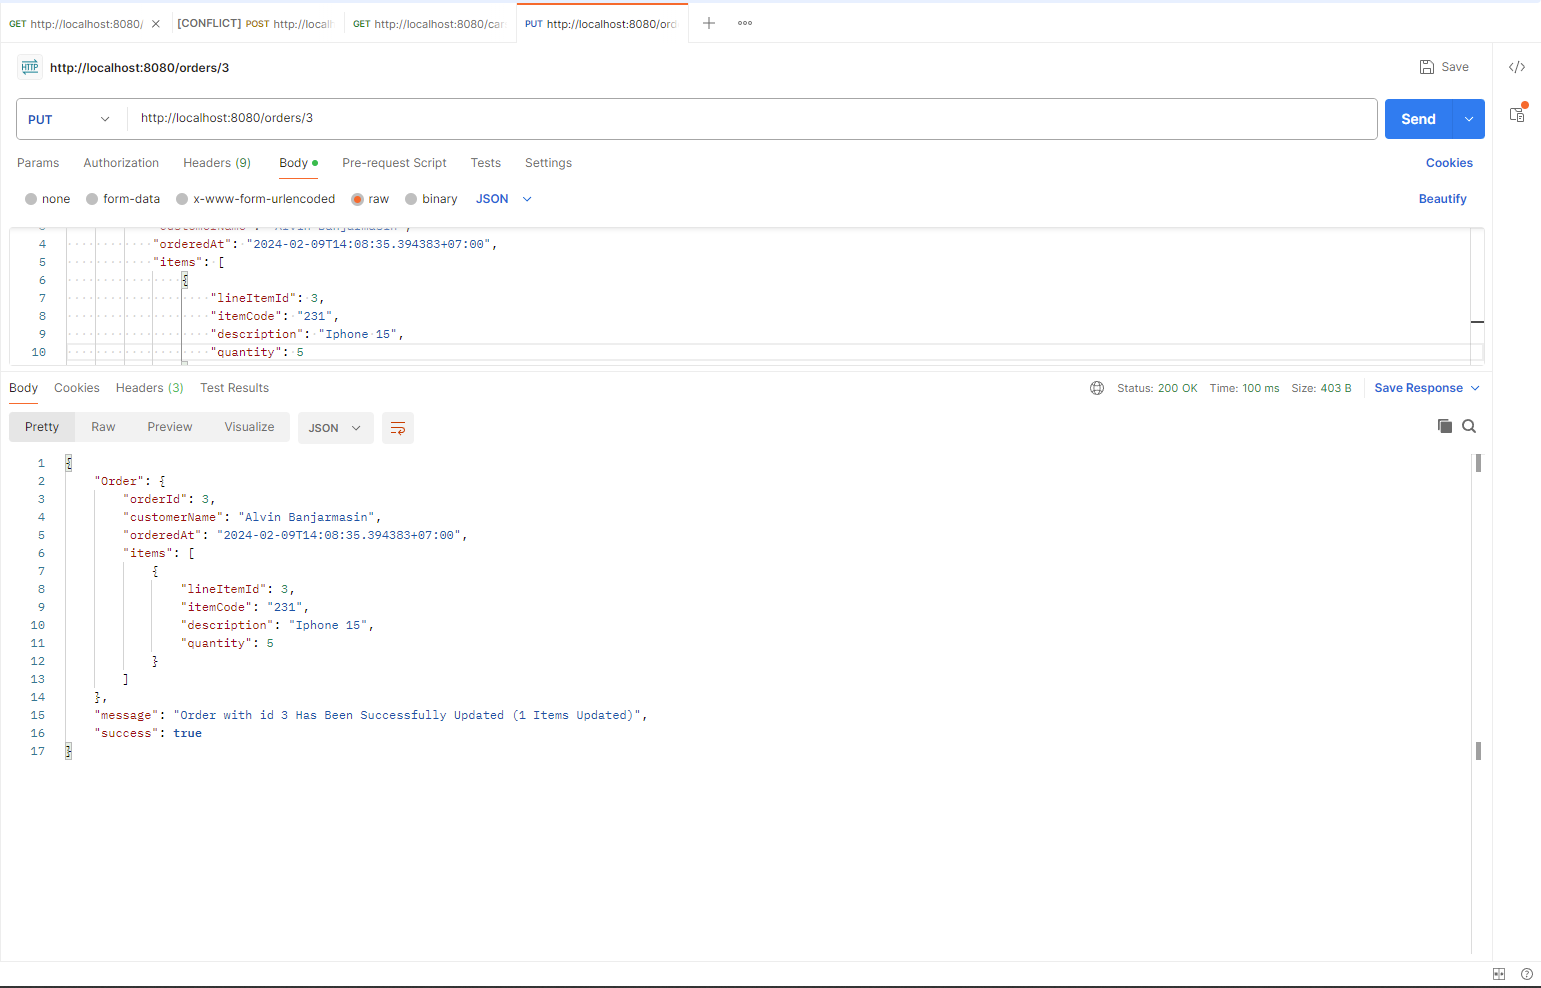 GET http://localhost:8080/
[CONFLICT] POST http://local
GET http://localhost:8080/car
PUT http://localhost:8080/ord
HTTP http://localhost:8080/orders/3
Save
PUT http://localhost:8080/orders/3
Send
Params Authorization Headers (9) Body Pre-request Script Tests Settings
Cookies
none form-data x-www-form-urlencoded raw binary JSON
Beautify
3 "customerName": "Alvin Banjarmasin",
4 "orderedAt": "2024-02-09T14:08:35.394383+07:00",
5 "items": [
6 {
7 "lineItemId": 3,
8 "itemCode": "231",
9 "description": "Iphone 15",
10 "quantity": 5
Body Cookies Headers (3) Test Results
Status: 200 OK Time: 100 ms Size: 403 B
Save Response
Pretty Raw Preview Visualize JSON
1 {
2 "Order": {
3 "orderId": 3,
4 "customerName": "Alvin Banjarmasin",
5 "orderedAt": "2024-02-09T14:08:35.394383+07:00",
6 "items": [
7 {
8 "lineItemId": 3,
9 "itemCode": "231",
10 "description": "Iphone 15",
11 "quantity": 5
12 }
13 ]
14 },
15 "message": "Order with id 3 Has Been Successfully Updated (1 Items Updated)",
16 "success": true
17 }